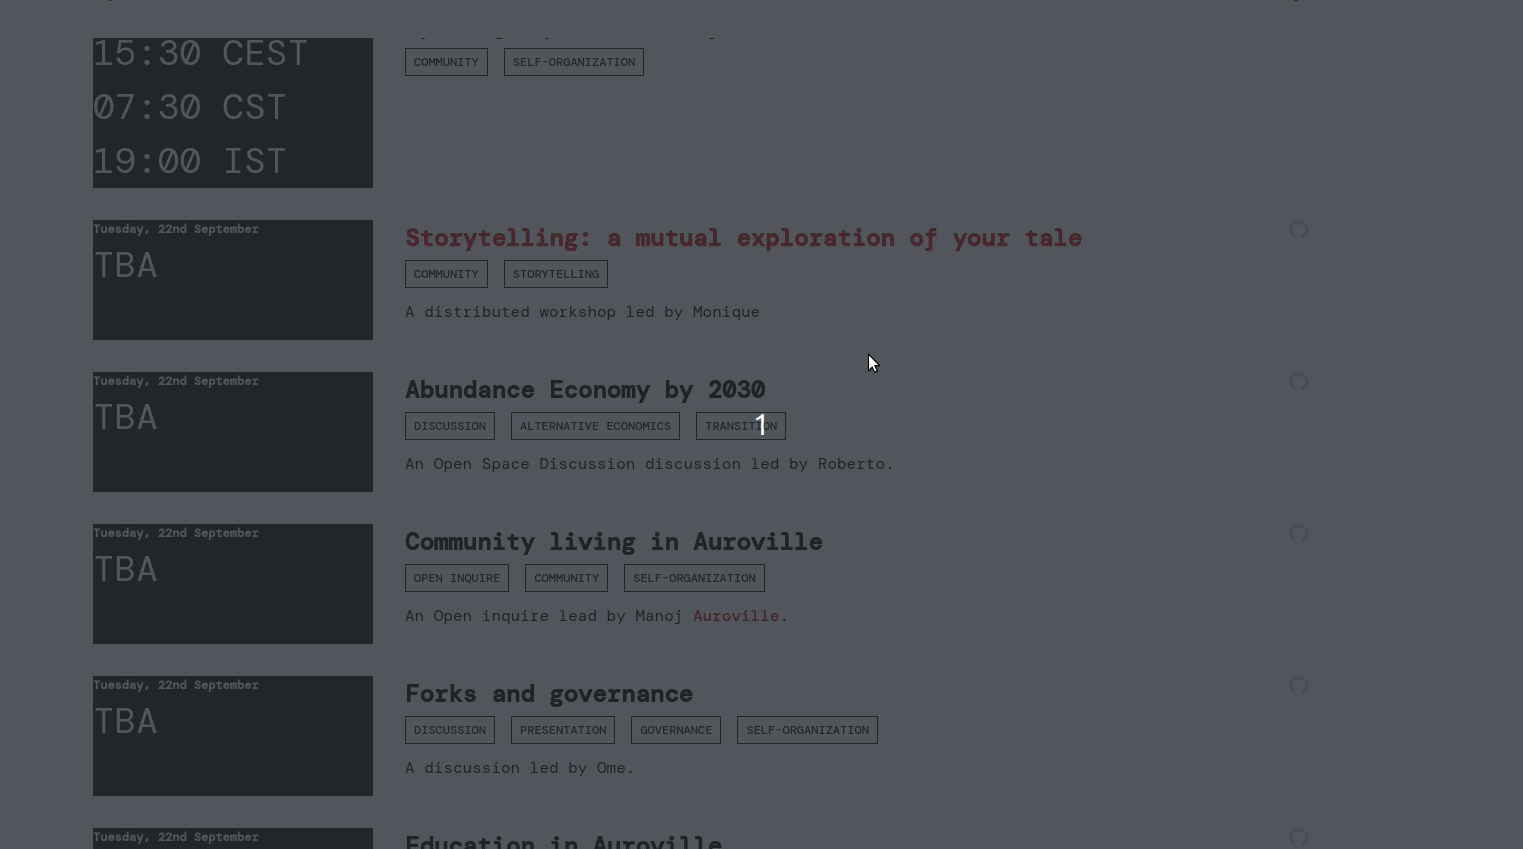 15:30 CEST
07:30 CST
19:00 IST
COMMUNITY
SELF-ORGANIZATION
Tuesday, 22nd September
TBA
Storytelling: a mutual exploration of your tale
COMMUNITY
STORYTELLING
A distributed workshop led by Monique
Tuesday, 22nd September
TBA
Abundance Economy by 2030
DISCUSSION
ALTERNATIVE ECONOMICS
TRANSITION
1
An Open Space Discussion discussion led by Roberto.
Tuesday, 22nd September
TBA
Community living in Auroville
OPEN INQUIRE
COMMUNITY
SELF-ORGANIZATION
An Open inquire lead by Manoj Auroville.
Tuesday, 22nd September
TBA
Forks and governance
DISCUSSION
PRESENTATION
GOVERNANCE
SELF-ORGANIZATION
A discussion led by Ome.
Tuesday, 22nd September
Education in Auroville